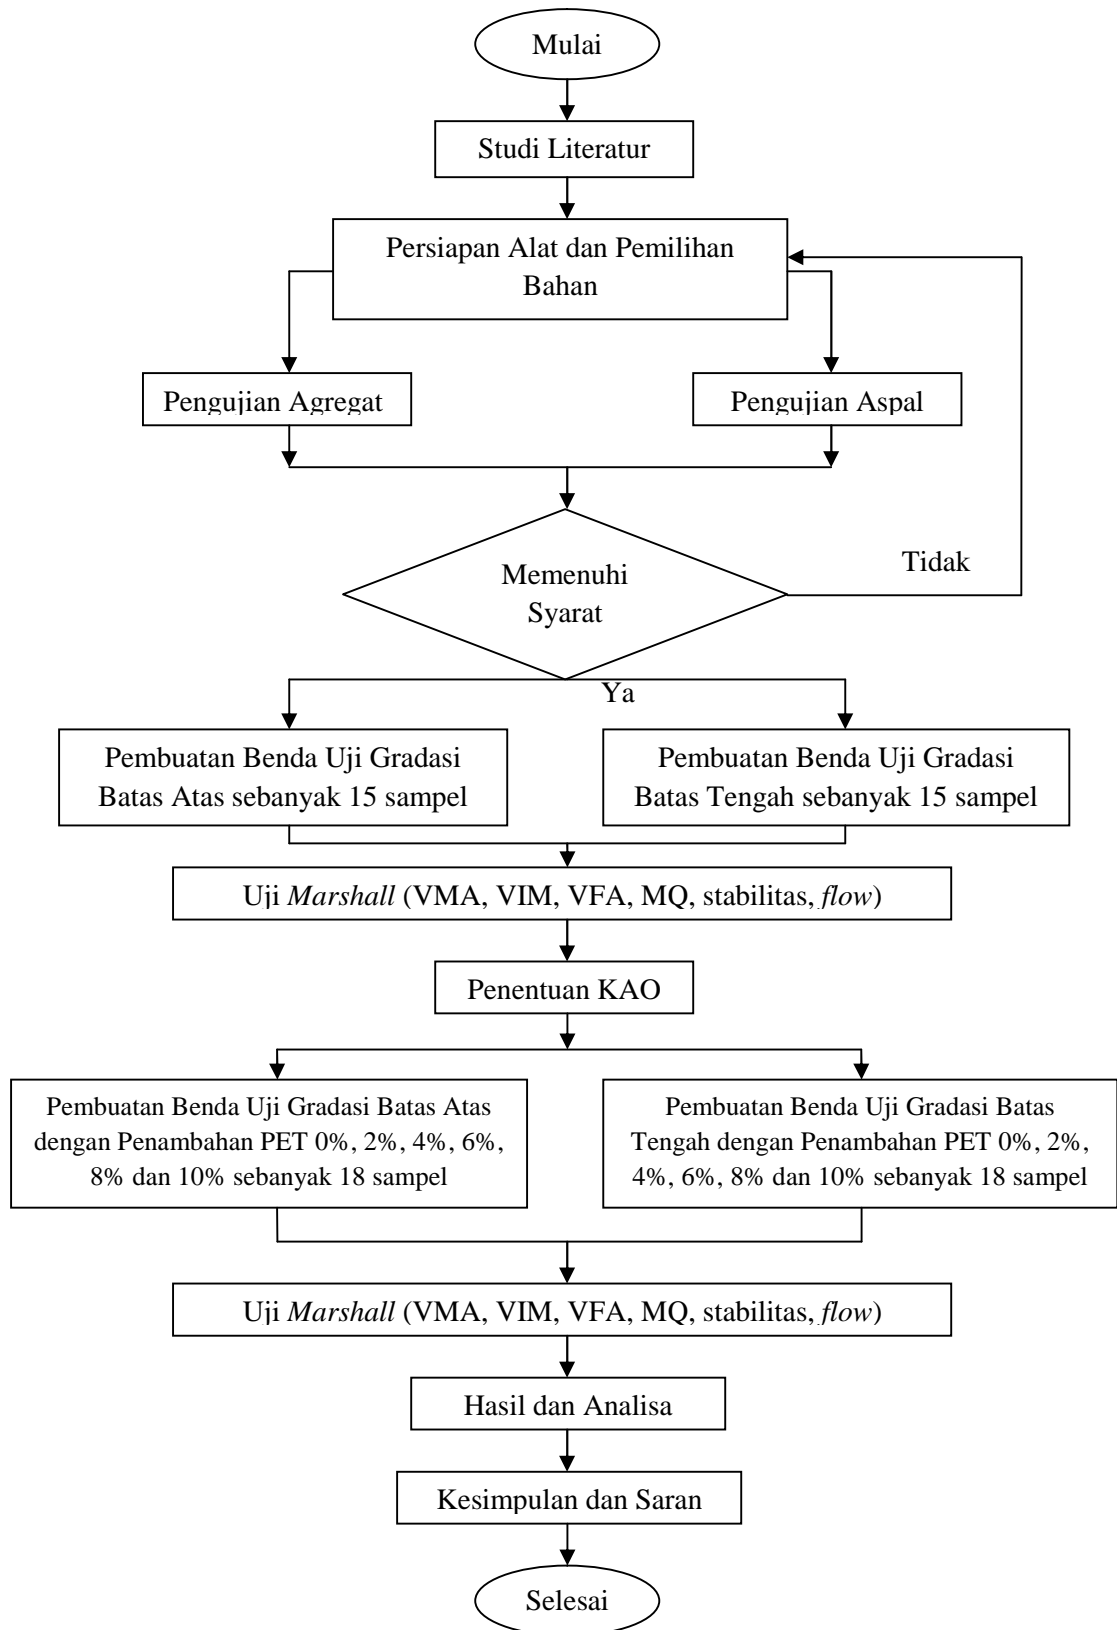 Mulai
Studi Literatur
Persiapan Alat dan Pemilihan
Bahan
Pengujian Agregat
Pengujian Aspal
Memenuhi
Syarat
Tidak
Ya
Pembuatan Benda Uji Gradasi
Batas Atas sebanyak 15 sampel
Pembuatan Benda Uji Gradasi
Batas Tengah sebanyak 15 sampel
Uji Marshall (VMA, VIM, VFA, MQ, stabilitas, flow)
Penentuan KAO
Pembuatan Benda Uji Gradasi Batas Atas
dengan Penambahan PET 0%, 2%, 4%, 6%,
8% dan 10% sebanyak 18 sampel
Pembuatan Benda Uji Gradasi Batas
Tengah dengan Penambahan PET 0%, 2%,
4%, 6%, 8% dan 10% sebanyak 18 sampel
Uji Marshall (VMA, VIM, VFA, MQ, stabilitas, flow)
Hasil dan Analisa
Kesimpulan dan Saran
Selesai